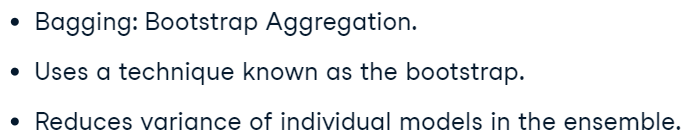 • Bagging: Bootstrap Aggregation.
• Uses a technique known as the bootstrap.
• Reduces variance of individual models in the ensemble.